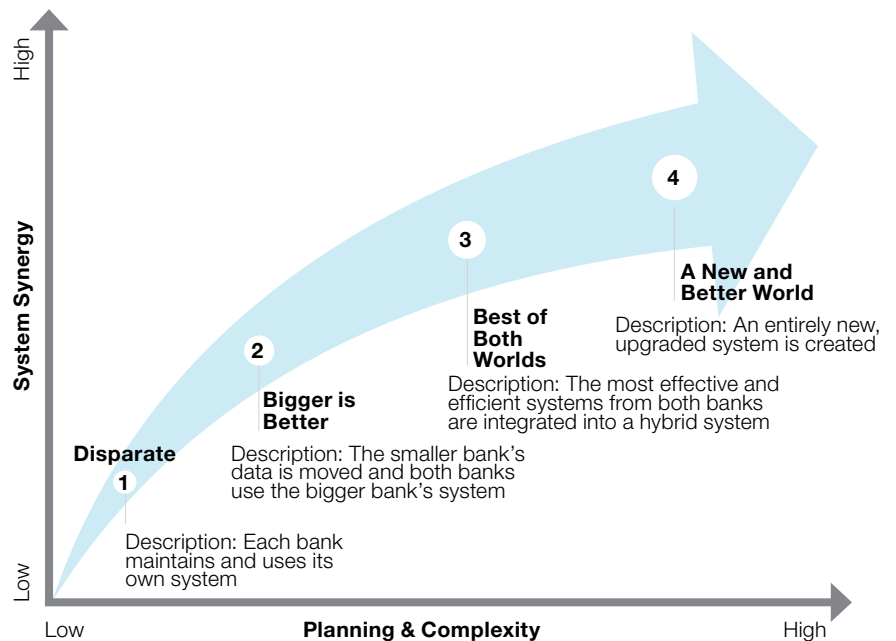 High
System Synergy
Low
4
A New and
Better World
Description: An entirely new,
upgraded system is created
3
Best of
Both
Worlds
Description: The most effective and
efficient systems from both banks
are integrated into a hybrid system
2
Bigger is
Better
Description: The smaller bank’s
data is moved and both banks
use the bigger bank’s system
Disparate
1
Description: Each bank
maintains and uses its
own system
Low
Planning & Complexity
High